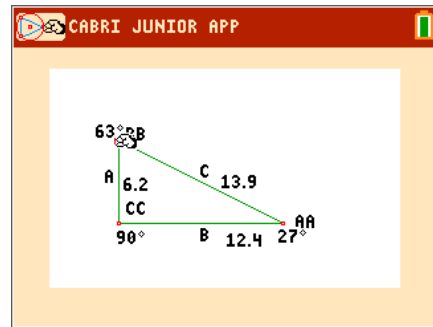 CABRI JUNIOR APP
63° BB
A 6.2 C 13.9
CC
AA
90° B 12.4 27°